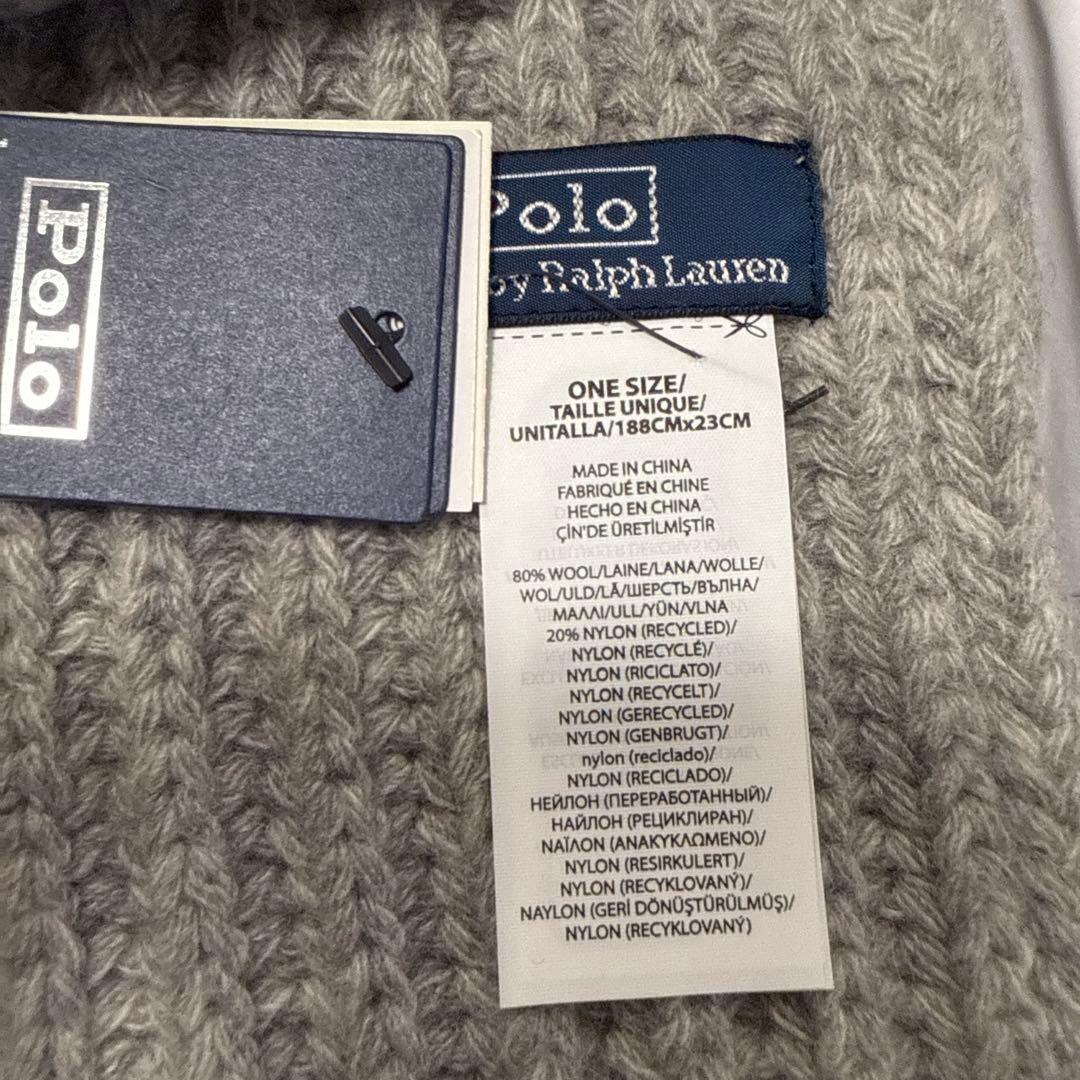 Polo
Polo
by Ralph Lauren
ONE SIZE/
TAILLE UNIQUE/
UNITALLA/188CMx23CM
MADE IN CHINA
FABRIQUÉ EN CHINE
HECHO EN CHINA
ÇİN'DE ÜRETİLMİŞTİR
80% WOOL/LAINE/LANA/WOLLE/
WOL/ULD/LÃ/ШЕРСТЬ/ВЪЛНА/
ΜΑΛΛΙ/ULL/YÜN/VLNA
20% NYLON (RECYCLED)/
NYLON (RECYCLÉ)/
NYLON (RICICLATO)/
NYLON (RECYCELT)/
NYLON (GERECYCLED)/
NYLON (GENBRUGT)/
nylon (reciclado)/
NYLON (RECICLADO)/
НЕЙЛОН (ПЕРЕРАБОТАННЫЙ)/
НАЙЛОН (РЕЦИКЛИРАН)/
ΝΑΪΛΟΝ (ΑΝΑΚΥΚΛΩΜΕΝΟ)/
NYLON (RESIRKULERT)/
NYLON (RECYKLOVANÝ)/
NAYLON (GERİ DÖNÜŞTÜRÜLMÜŞ)/
NYLON (RECYKLOVANÝ)